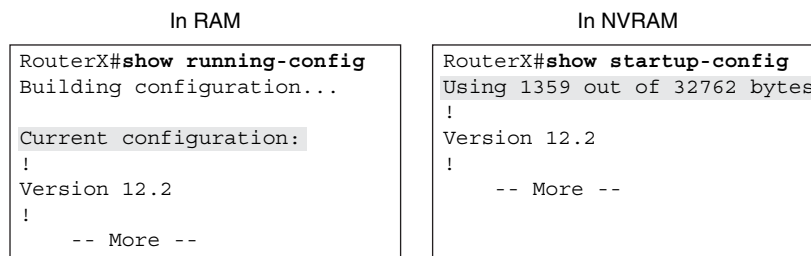 In RAM
RouterX#show running-config
Building configuration...
Current configuration:
!
Version 12.2
!
-- More --
In NVRAM
RouterX#show startup-config
Using 1359 out of 32762 bytes
!
Version 12.2
!
-- More --